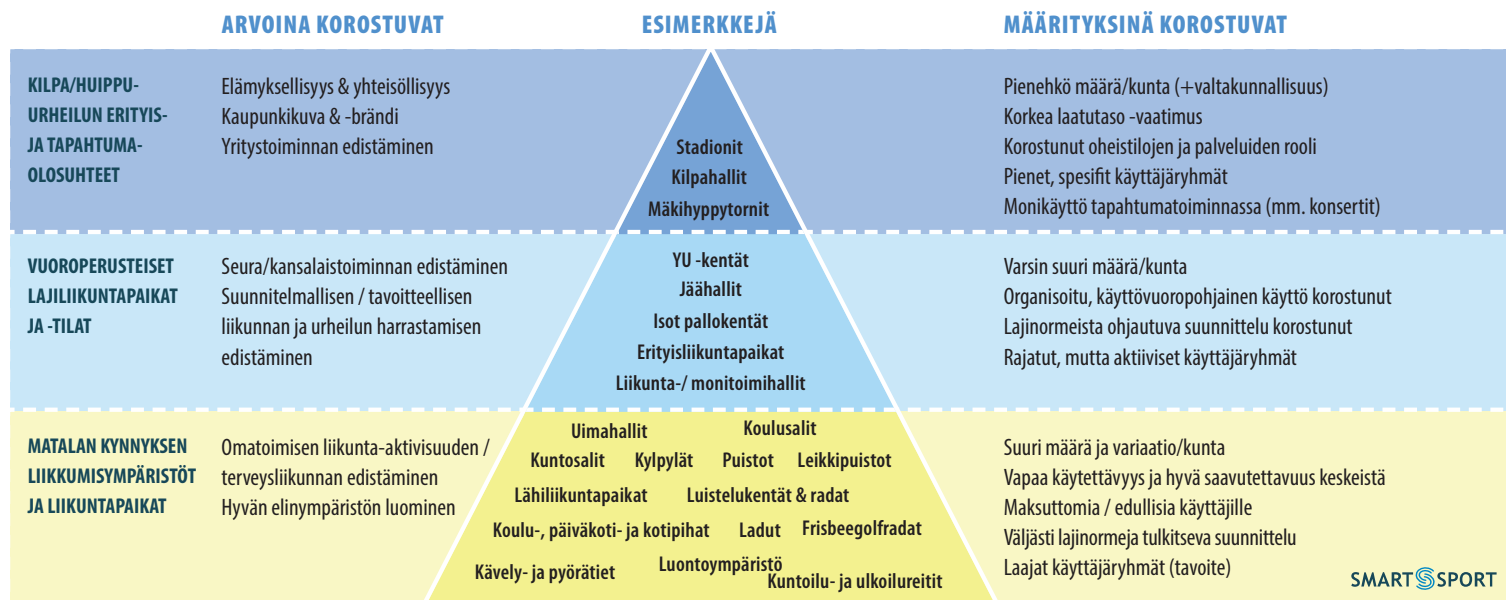 ARVOINA KOROSTUVAT
ESIMERKKEJÄ
MÄÄRITYKSINÄ KOROSTUVAT
KILPA/HUIPPU-
URHEILUN ERITYIS-
JA TAPAHTUMA-
OLOSUHTEET
Elämyksellisyys & yhteisöllisyys
Kaupunkikuva & -brändi
Yritystoiminnan edistäminen
Stadionit
Kilpahallit
Mäkihyppytornit
Pienehkö määrä/kunta (+valtakunnallisuus)
Korkea laatutaso -vaatimus
Korostunut oheistilojen ja palveluiden rooli
Pienet, spesifit käyttäjäryhmät
Monikäyttö tapahtumatoiminnassa (mm. konsertit)
VUOROPERUSTEISET
LAJILIIKUNTAPAIKAT
JA -TILAT
Seura/kansalaistoiminnan edistäminen
Suunnitelmallisen / tavoitteellisen
liikunnan ja urheilun harrastamisen
edistäminen
YU -kentät
Jäähallit
Isot pallokentät
Erityisliikuntapaikat
Liikunta-/ monitoimihallit
Varsin suuri määrä/kunta
Organisoitu, käyttövuoropohjainen käyttö korostunut
Lajinormeista ohjautuva suunnittelu korostunut
Rajatut, mutta aktiiviset käyttäjäryhmät
MATALAN KYNNYKSEN
LIIKKUMISYMPÄRISTÖT
JA LIIKUNTAPAIKAT
Omatoimisen liikunta-aktivisuuden /
terveysliikunnan edistäminen
Hyvän elinympäristön luominen
Uimahallit Koulusalit
Kuntosalit Kylpylät Puistot Leikkipuistot
Lähiliikuntapaikat Luistelukentät & radat
Koulu-, päiväkoti- ja kotipihat Ladut Frisbeegolfradat
Kävely- ja pyörätiet Luontoympäristö Kuntoilu- ja ulkoilureitit
Suuri määrä ja variaatio/kunta
Vapaa käytettävyys ja hyvä saavutettavuus keskeistä
Maksuttomia / edullisia käyttäjille
Väljästi lajinormeja tulkitseva suunnittelu
Laajat käyttäjäryhmät (tavoite)
SMART SPORT